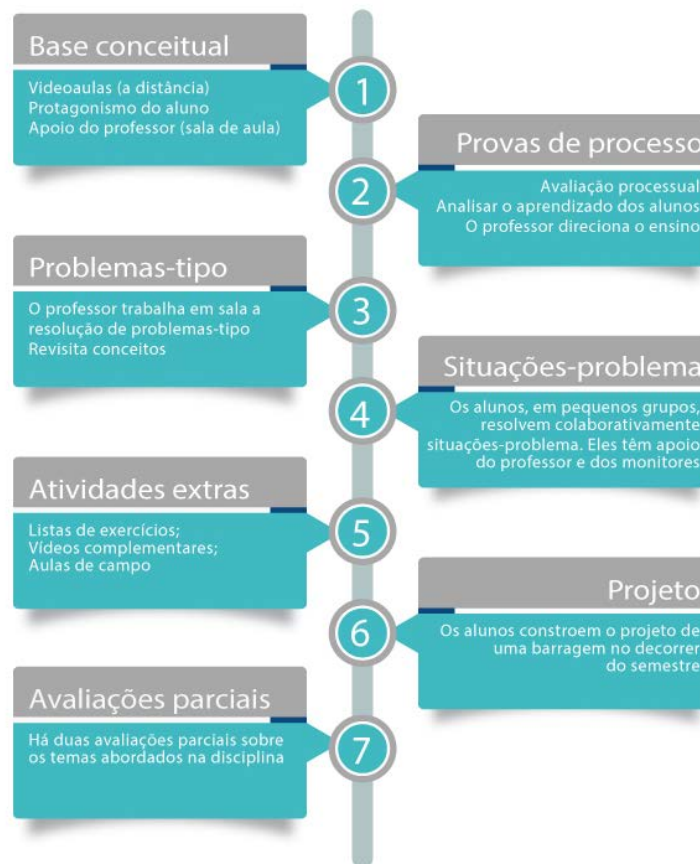 Base conceitual
Videoaulas (a distância)
Protagonismo do aluno
Apoio do professor (sala de aula)
1
Provas de processo
Avaliação processual
Analisar o aprendizado dos alunos
O professor direciona o ensino
2
Problemas-tipo
O professor trabalha em sala a
resolução de problemas-tipo
Revisita conceitos
3
Situações-problema
Os alunos, em pequenos grupos,
resolvem colaborativamente
situações-problema. Eles têm apoio
do professor e dos monitores
4
Atividades extras
Listas de exercícios;
Vídeos complementares;
Aulas de campo
5
Projeto
Os alunos constroem o projeto de
uma barragem no decorrer
do semestre
6
Avaliações parciais
Há duas avaliações parciais sobre
os temas abordados na disciplina
7